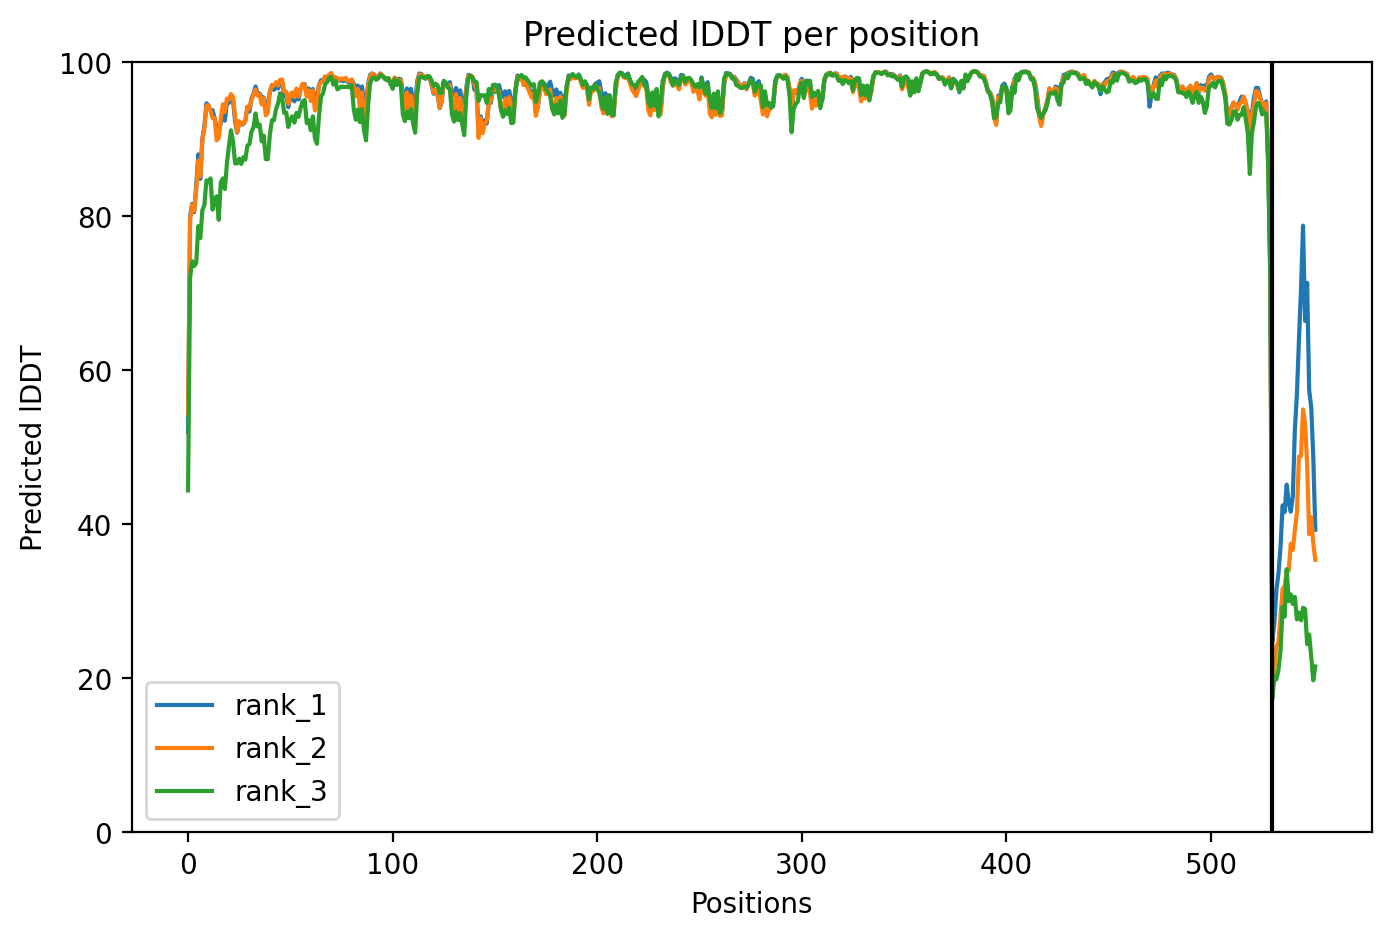 Predicted lDDT per position
100
80
60
40
20
0
Predicted lDDT
rank_1
rank_2
rank_3
0 100 200 300 400 500
Positions